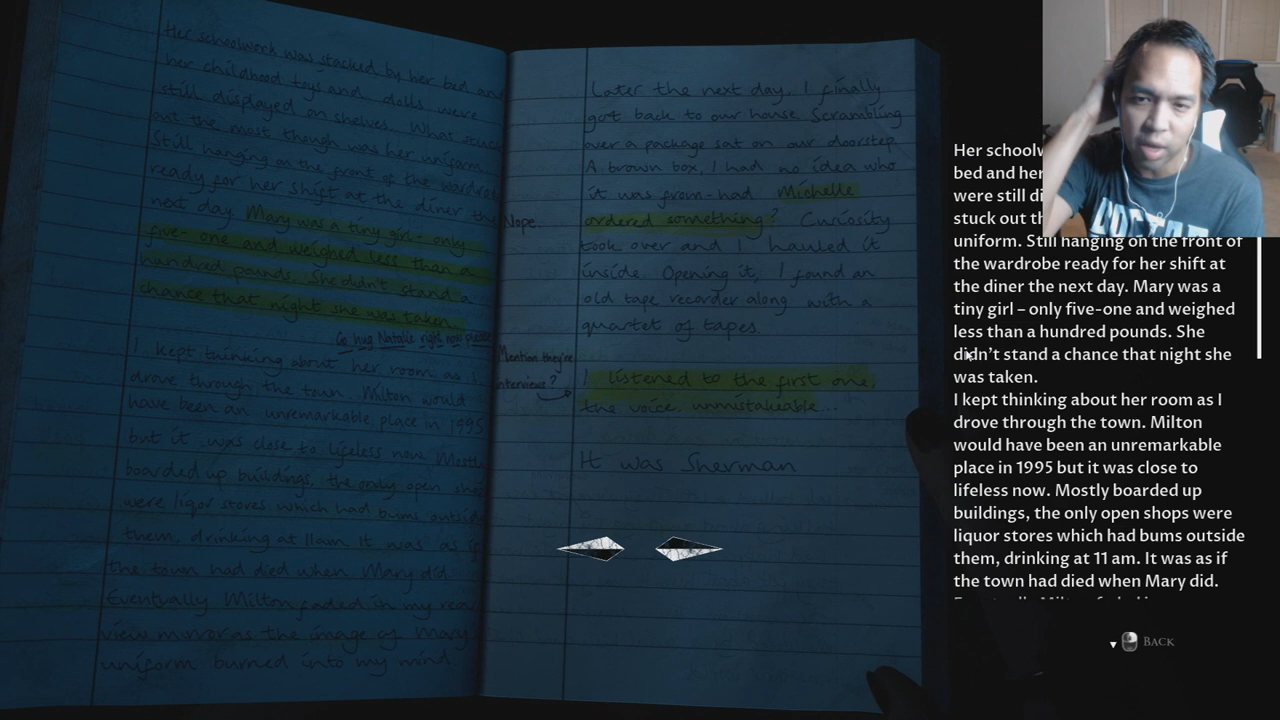 Her schoolwork was stacked by her bed and
her childhood toys and dolls were
still displayed on shelves. What stuck
out the most though was her uniform.
Still hanging on the front of the wardrobe
ready for her shift at the diner the
next day. Mary was a tiny girl - only
five-one and weighed less than a
hundred pounds. She didn't stand a
chance that night she was taken.
Go hug Natalie right now please
I kept thinking about her room as I
drove through the town. Milton would
have been an unremarkable place in 1995
but it was close to lifeless now. Mostly
boarded up buildings, the only open shops
were liqor stores which had bums outside
them, drinking at 11am. It was as if
the town had died when Mary did.
Eventually Milton faded in my rear
view mirror as the image of Mary's
uniform burned into my mind.
Later the next day, I finally
got back to our house. Scrambling
over a package sat on our doorstep.
A brown box, I had no idea who
it was from-had Michelle
Nope.
ordered something? Curiosity
took over and I hauled it
inside. Opening it, I found an
old tape recorder along with a
quartet of tapes.
Mention they're
interviews?
I listened to the first one,
the voice, unmistakeable...
It was Sherman
Her schoolw
bed and her
were still di
stuck out th
uniform. Still hanging on the front of
the wardrobe ready for her shift at
the diner the next day. Mary was a
tiny girl – only five-one and weighed
less than a hundred pounds. She
didn't stand a chance that night she
was taken.
I kept thinking about her room as I
drove through the town. Milton
would have been an unremarkable
place in 1995 but it was close to
lifeless now. Mostly boarded up
buildings, the only open shops were
liquor stores which had bums outside
them, drinking at 11 am. It was as if
the town had died when Mary did.
BACK